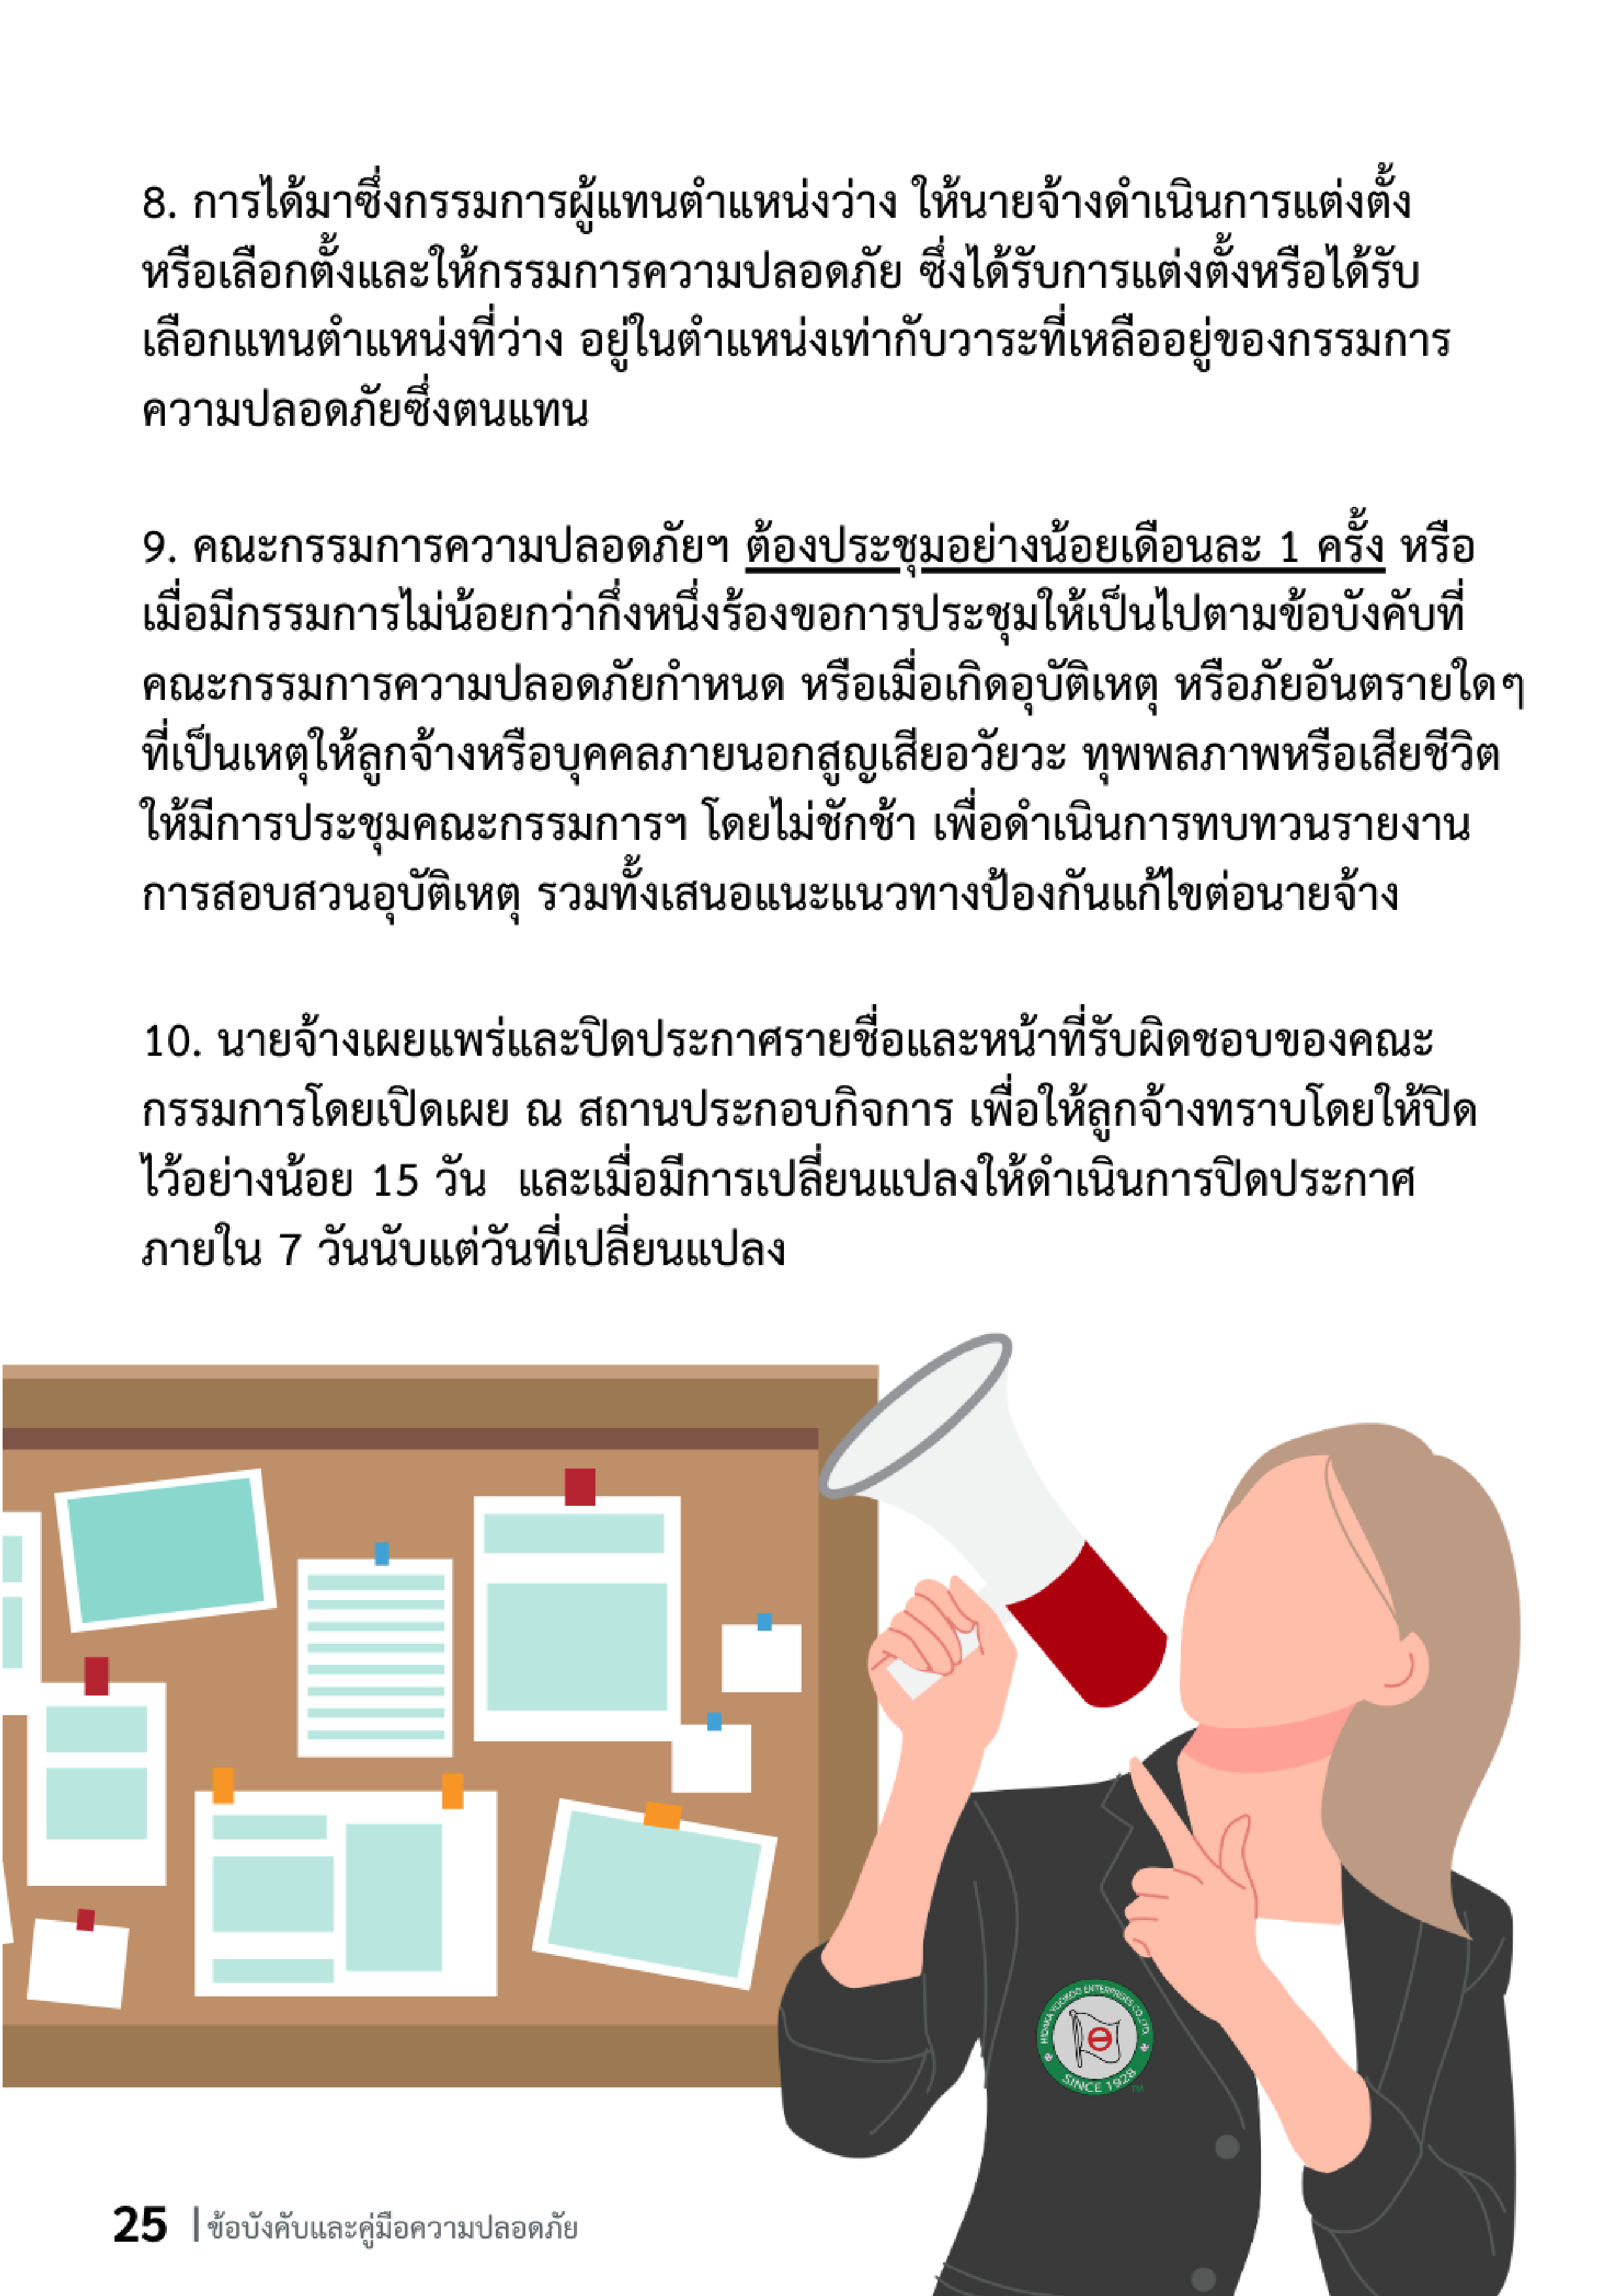 8. การได้มาซึ่งกรรมการผู้แทนตำแหน่งว่าง ให้นายจ้างดำเนินการแต่งตั้ง
หรือเลือกตั้งและให้กรรมการความปลอดภัย ซึ่งได้รับการแต่งตั้งหรือได้รับ
เลือกแทนตำแหน่งที่ว่าง อยู่ในตำแหน่งเท่ากับวาระที่เหลืออยู่ของกรรมการ
ความปลอดภัยซึ่งตนแทน
9. คณะกรรมการความปลอดภัยฯ ต้องประชุมอย่างน้อยเดือนละ 1 ครั้ง หรือ
เมื่อมีกรรมการไม่น้อยกว่ากึ่งหนึ่งร้องขอการประชุมให้เป็นไปตามข้อบังคับที่
คณะกรรมการความปลอดภัยกำหนด หรือเมื่อเกิดอุบัติเหตุ หรือภัยอันตรายใดๆ
ที่เป็นเหตุให้ลูกจ้างหรือบุคคลภายนอกสูญเสียอวัยวะ ทุพพลภาพหรือเสียชีวิต
ให้มีการประชุมคณะกรรมการฯ โดยไม่ชักช้า เพื่อดำเนินการทบทวนรายงาน
การสอบสวนอุบัติเหตุ รวมทั้งเสนอแนะแนวทางป้องกันแก้ไขต่อนายจ้าง
10. นายจ้างเผยแพร่และปิดประกาศรายชื่อและหน้าที่รับผิดชอบของคณะ
กรรมการโดยเปิดเผย ณ สถานประกอบกิจการ เพื่อให้ลูกจ้างทราบโดยให้ปิด
ไว้อย่างน้อย 15 วัน และเมื่อมีการเปลี่ยนแปลงให้ดำเนินการปิดประกาศ
ภายใน 7 วันนับแต่วันที่เปลี่ยนแปลง
HIDAKA YOOKOO ENTERPRISES CO.,LTD.
SINCE 1928
TM
25 | ข้อบังคับและคู่มือความปลอดภัย